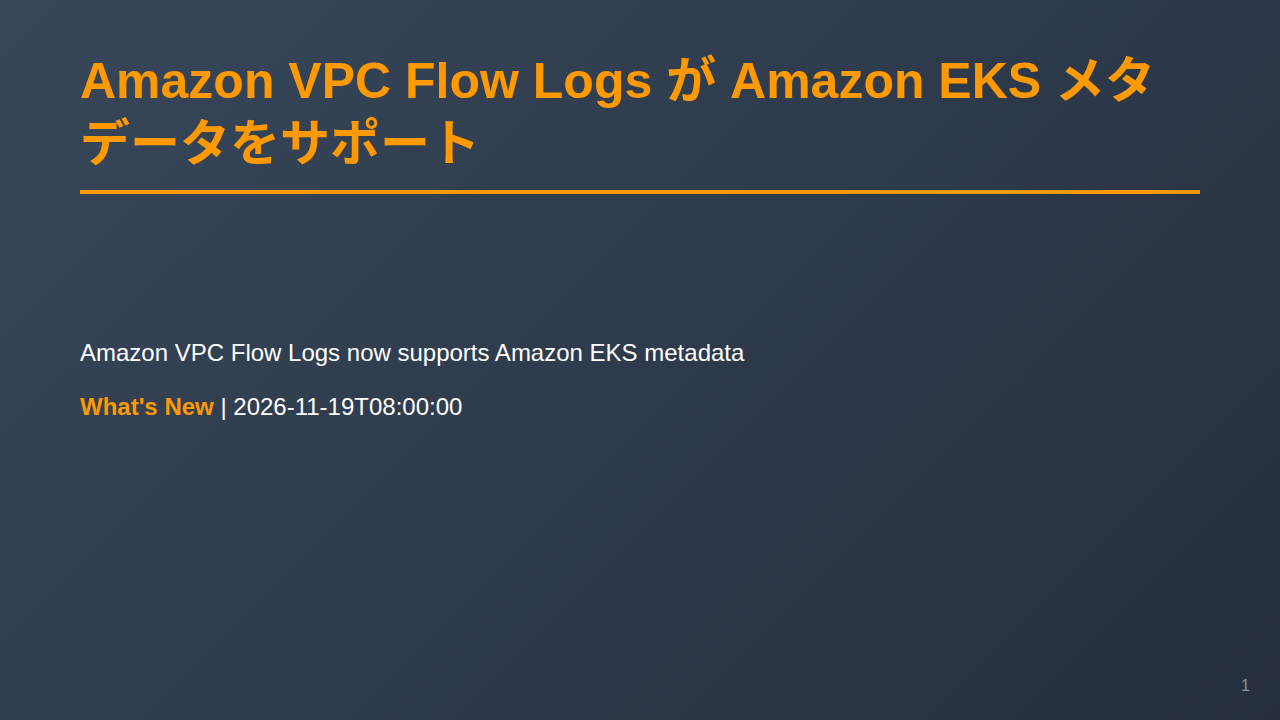 Amazon VPC Flow Logs が Amazon EKS メタ
データをサポート
Amazon VPC Flow Logs now supports Amazon EKS metadata
What's New | 2026-11-19T08:00:00
1